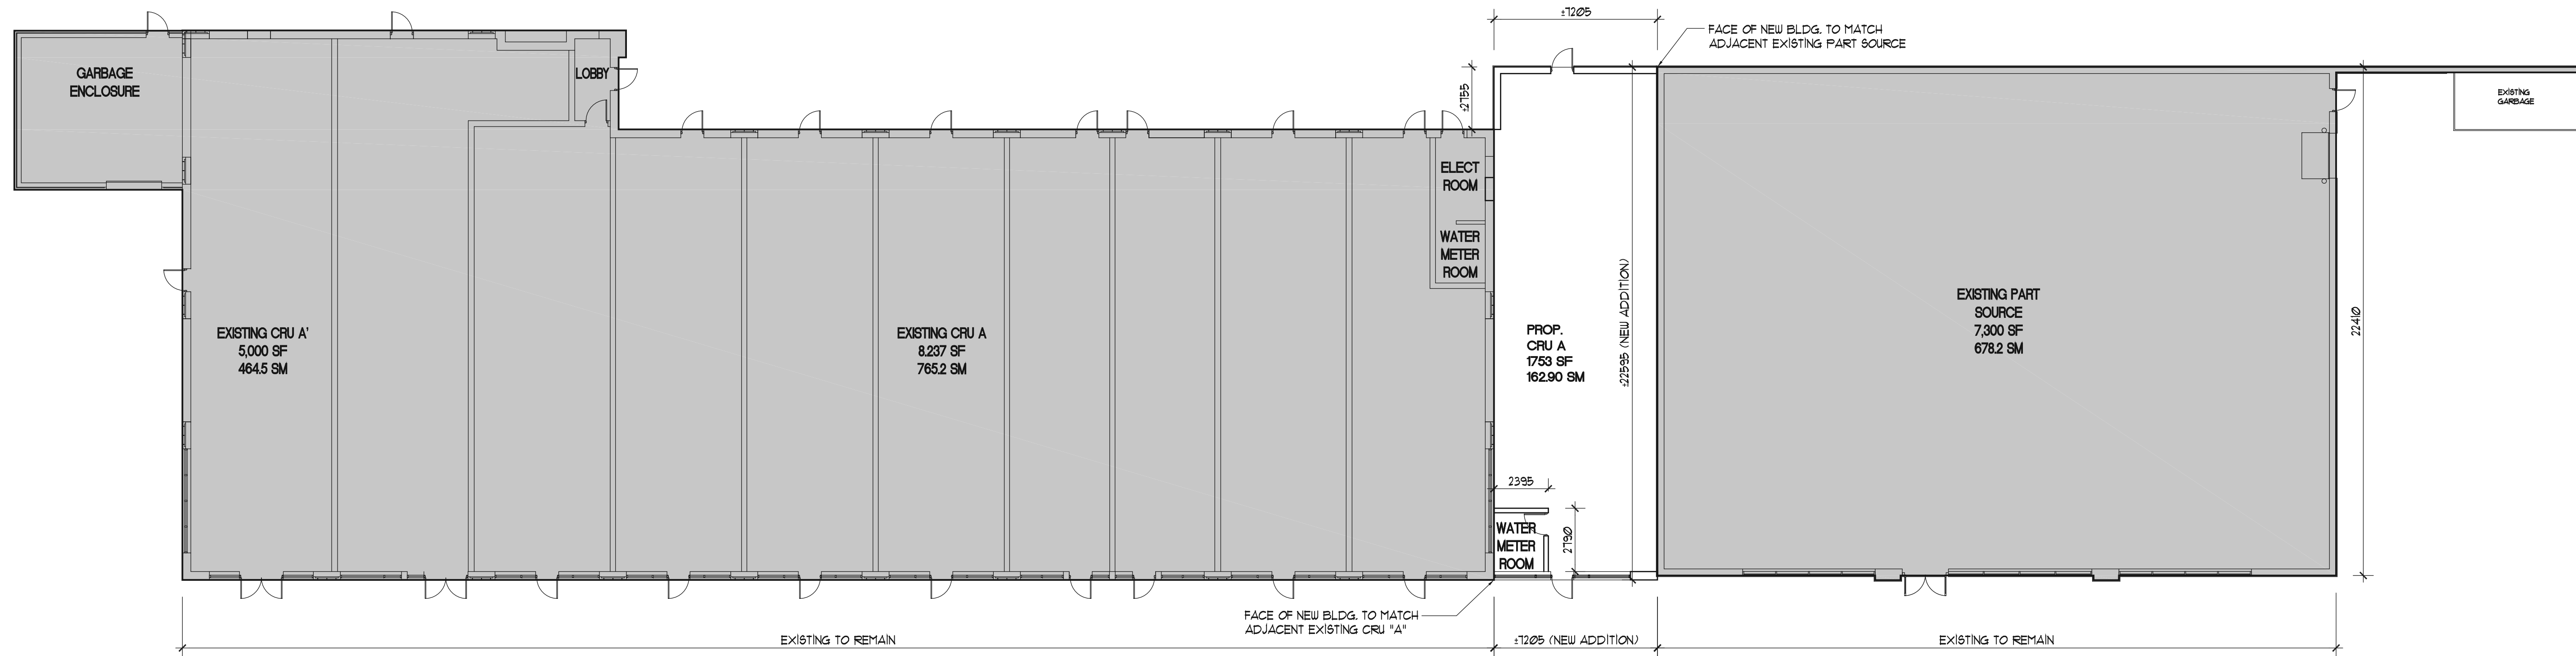 ±7205
FACE OF NEW BLDG. TO MATCH
ADJACENT EXISTING PART SOURCE
GARBAGE
ENCLOSURE
LOBBY
±2755
EXISTING
GARBAGE
ELECT
ROOM
WATER
METER
ROOM
EXISTING CRU A'
5,000 SF
464.5 SM
EXISTING CRU A
8.237 SF
765.2 SM
PROP.
CRU A
1753 SF
162.90 SM
±22595 (NEW ADDITION)
EXISTING PART
SOURCE
7,300 SF
678.2 SM
22410
2395
WATER
METER
ROOM
2790
FACE OF NEW BLDG. TO MATCH
ADJACENT EXISTING CRU "A"
EXISTING TO REMAIN
±7205 (NEW ADDITION)
EXISTING TO REMAIN